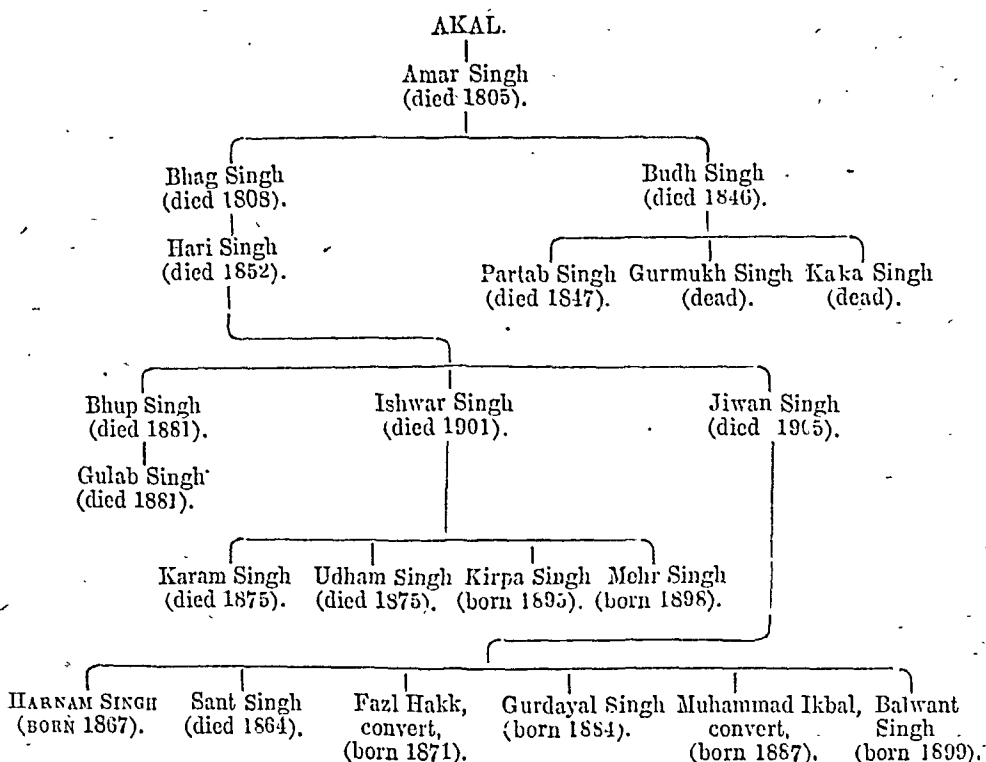 AKAL.
Amar Singh
(died 1805).
Bhag Singh
(died 1808).
Budh Singh
(died 1846).
Hari Singh
(died 1852).
Partab Singh
(died 1847).
Gurmukh Singh
(dead).
Kaka Singh
(dead).
Bhup Singh
(died 1881).
Ishwar Singh
(died 1901).
Jiwan Singh
(died 1905).
Gulab Singh
(died 1881).
Karam Singh
(died 1875).
Udham Singh
(died 1875).
Kirpa Singh
(born 1895).
Mehr Singh
(born 1898).
HARNAM SINGH
(BORN 1867).
Sant Singh
(died 1864).
Fazl Hakk,
convert,
(born 1871).
Gurdayal Singh
(born 1884).
Muhammad Ikbal,
convert,
(born 1887).
Balwant
Singh
(born 1899).